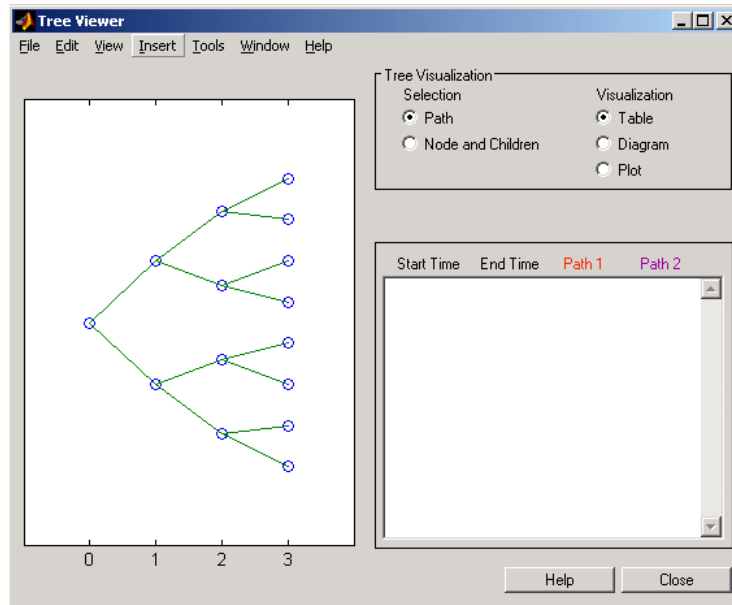 Tree Viewer
File Edit View Insert Tools Window Help
Tree Visualization
Selection Visualization
Path Table
Node and Children Diagram
Plot
Start Time End Time Path 1 Path 2
0 1 2 3
Help Close